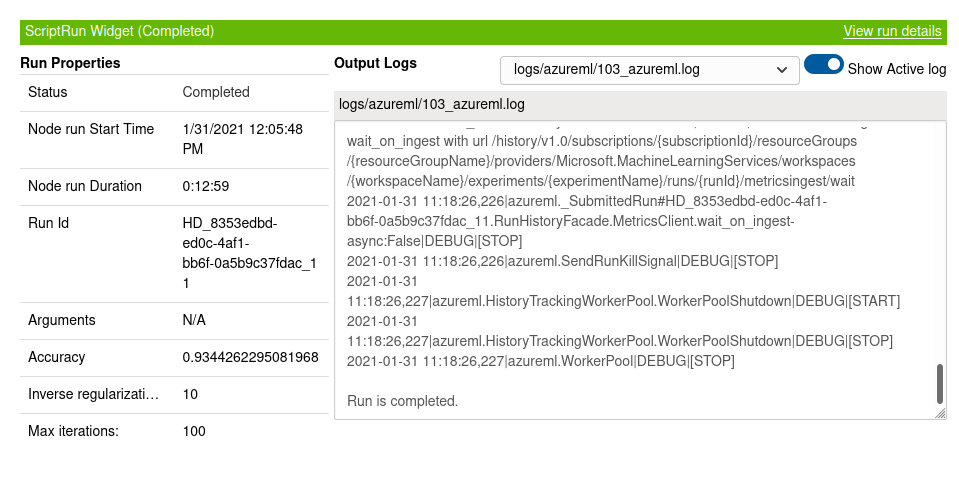 ScriptRun Widget (Completed)
View run details
Run Properties
Status
Completed
Node run Start Time
1/31/2021 12:05:48
PM
Node run Duration
0:12:59
Run Id
HD_8353edbd-
ed0c-4af1-
bb6f-0a5b9c37fdac_1
1
Arguments
N/A
Accuracy
0.9344262295081968
Inverse regularizati…
10
Max iterations:
100
Output Logs
logs/azureml/103_azureml.log
Show Active log
logs/azureml/103_azureml.log
wait_on_ingest with url /history/v1.0/subscriptions/{subscriptionId}/resourceGroups
/{resourceGroupName}/providers/Microsoft.MachineLearningServices/workspaces
/{workspaceName}/experiments/{experimentName}/runs/{runId}/metricsingest/wait
2021-01-31 11:18:26,226|azureml._SubmittedRun#HD_8353edbd-ed0c-4af1-
bb6f-0a5b9c37fdac_11.RunHistoryFacade.MetricsClient.wait_on_ingest-
async:False|DEBUG|[STOP]
2021-01-31 11:18:26,226|azureml.SendRunKillSignal|DEBUG|[STOP]
2021-01-31
11:18:26,227|azureml.HistoryTrackingWorkerPool.WorkerPoolShutdown|DEBUG|[START]
2021-01-31
11:18:26,227|azureml.HistoryTrackingWorkerPool.WorkerPoolShutdown|DEBUG|[STOP]
2021-01-31 11:18:26,227|azureml.WorkerPool|DEBUG|[STOP]
Run is completed.